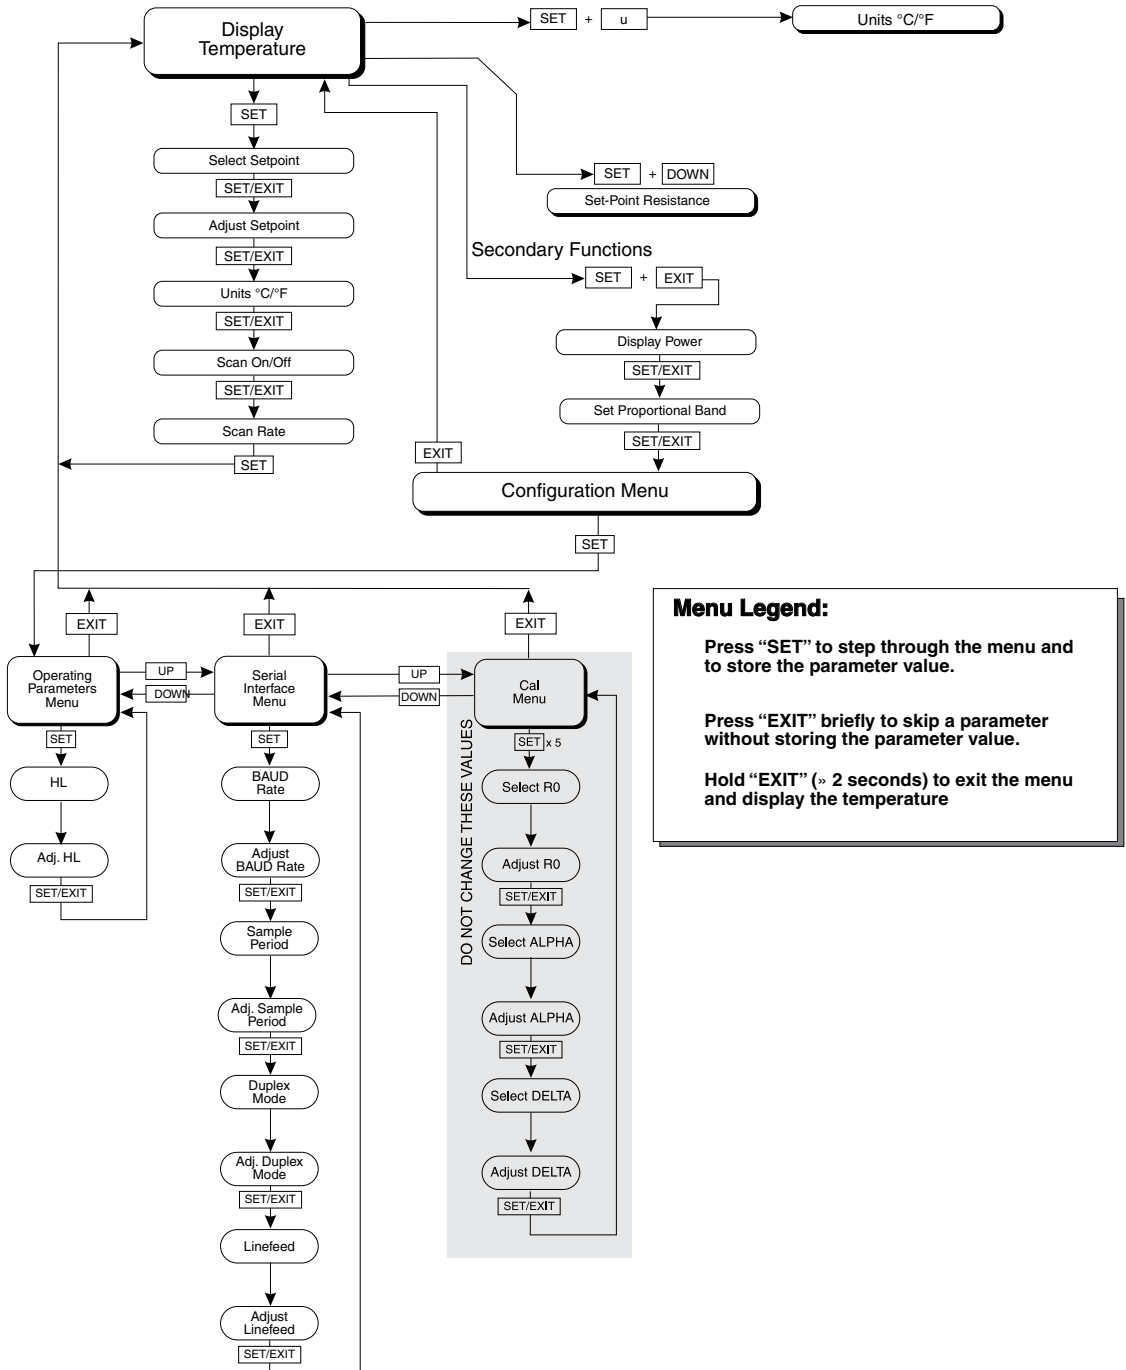 Display
Temperature
SET + u
Units °C/°F
SET
Select Setpoint
SET/EXIT
Adjust Setpoint
SET/EXIT
Units °C/°F
SET/EXIT
Scan On/Off
SET/EXIT
Scan Rate
SET
SET + DOWN
Set-Point Resistance
Secondary Functions
SET + EXIT
Display Power
SET/EXIT
Set Proportional Band
SET/EXIT
EXIT
Configuration Menu
SET
EXIT
EXIT
EXIT
Operating
Parameters
Menu
UP
DOWN
Serial
Interface
Menu
UP
DOWN
Cal
Menu
SET
HL
Adj. HL
SET/EXIT
SET
BAUD
Rate
Adjust
BAUD Rate
SET/EXIT
Sample
Period
Adj. Sample
Period
SET/EXIT
Duplex
Mode
Adj. Duplex
Mode
SET/EXIT
Linefeed
Adjust
Linefeed
SET/EXIT
DO NOT CHANGE THESE VALUES
SET x 5
Select R0
Adjust R0
SET/EXIT
Select ALPHA
Adjust ALPHA
SET/EXIT
Select DELTA
Adjust DELTA
SET/EXIT
Menu Legend:
Press “SET” to step through the menu and
to store the parameter value.
Press “EXIT” briefly to skip a parameter
without storing the parameter value.
Hold “EXIT” (» 2 seconds) to exit the menu
and display the temperature